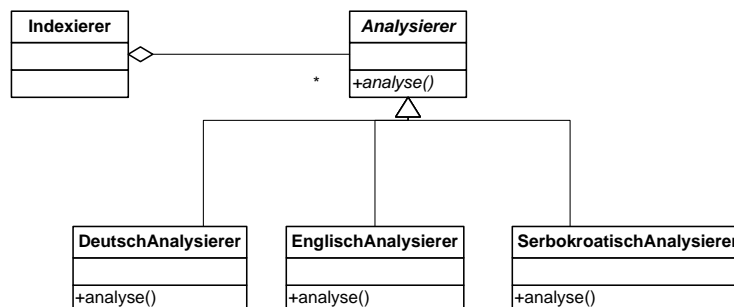 Indexierer
Analysierer
*
+analyse()
DeutschAnalysierer
EnglischAnalysierer
SerbokroatischAnalysierer
+analyse()
+analyse()
+analyse()